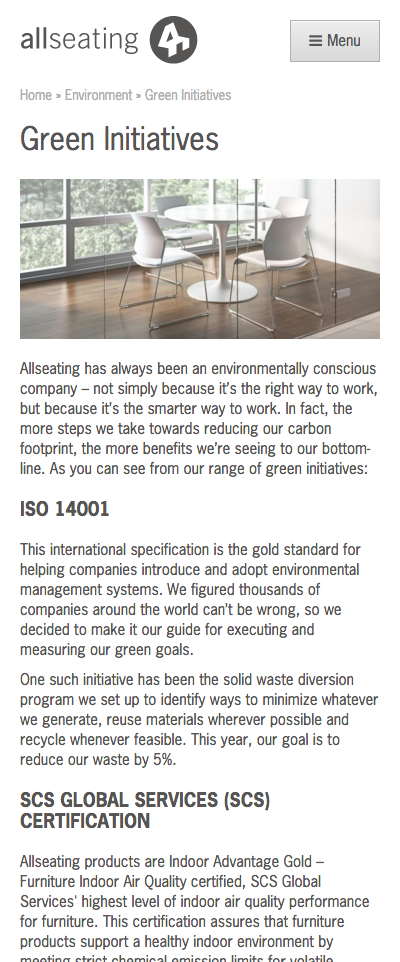 allseating
Menu
Home » Environment » Green Initiatives
Green Initiatives
Allseating has always been an environmentally conscious
company – not simply because it's the right way to work,
but because it's the smarter way to work. In fact, the
more steps we take towards reducing our carbon
footprint, the more benefits we're seeing to our bottom-
line. As you can see from our range of green initiatives:
ISO 14001
This international specification is the gold standard for
helping companies introduce and adopt environmental
management systems. We figured thousands of
companies around the world can't be wrong, so we
decided to make it our guide for executing and
measuring our green goals.
One such initiative has been the solid waste diversion
program we set up to identify ways to minimize whatever
we generate, reuse materials wherever possible and
recycle whenever feasible. This year, our goal is to
reduce our waste by 5%.
SCS GLOBAL SERVICES (SCS)
CERTIFICATION
Allseating products are Indoor Advantage Gold –
Furniture Indoor Air Quality certified, SCS Global
Services' highest level of indoor air quality performance
for furniture. This certification assures that furniture
products support a healthy indoor environment by
meeting strict chemical emission limits for volatile